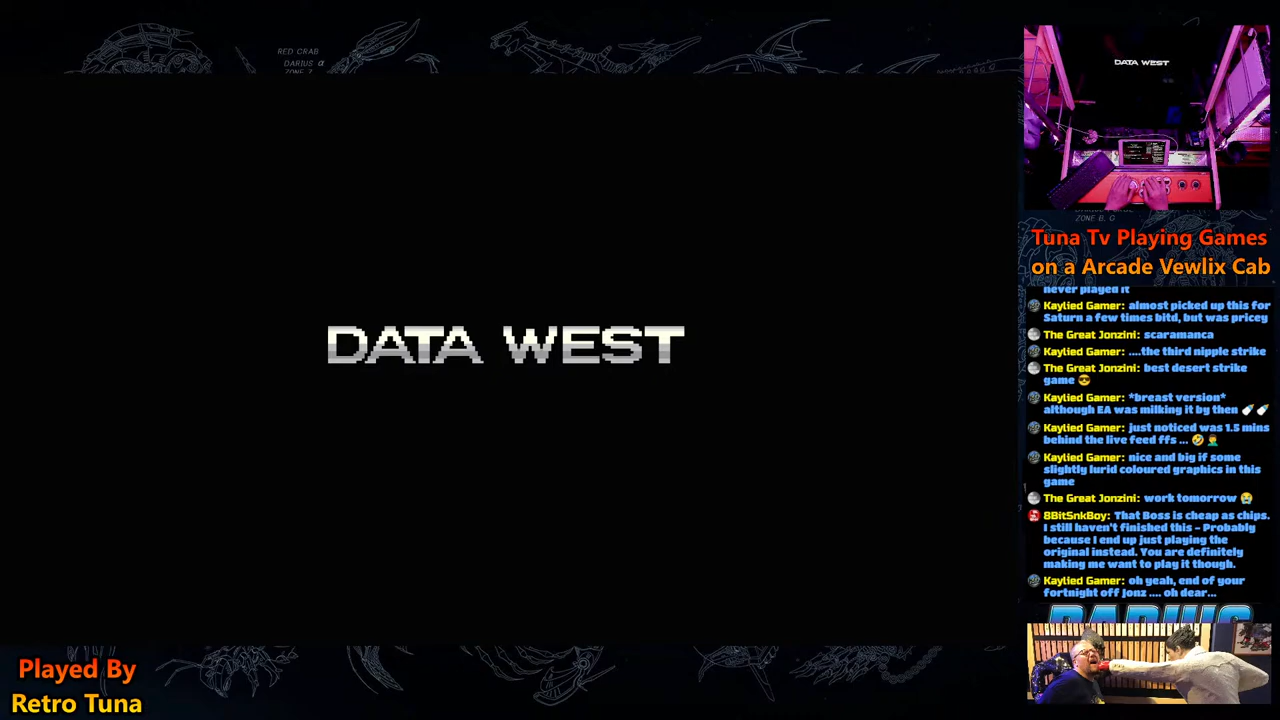 RED CRAB
DARIUS α
ZONE Z
DATA WEST
DATA WEST
ZONE B. G
Tuna Tv Playing Games
on a Arcade Vewlix Cab
never played it
Kaylied Gamer: almost picked up this for
Saturn a few times bitd, but was pricey
The Great Jonzini: scaramanca
Kaylied Gamer: ....the third nipple strike
The Great Jonzini: best desert strike
game 😎
Kaylied Gamer: *breast version*
although EA was milking it by then 🍼🍼
Kaylied Gamer: just noticed was 1.5 mins
behind the live feed ffs ... 🤣 🤦‍♂️
Kaylied Gamer: nice and big if some
slightly lurid coloured graphics in this
game
The Great Jonzini: work tomorrow 😭
8BitSnkBoy: That Boss is cheap as chips.
I still haven't finished this - Probably
because I end up just playing the
original instead. You are definitely
making me want to play it though.
Kaylied Gamer: oh yeah, end of your
fortnight off Jonz .... oh dear...
DARIUS
Played By
Retro Tuna